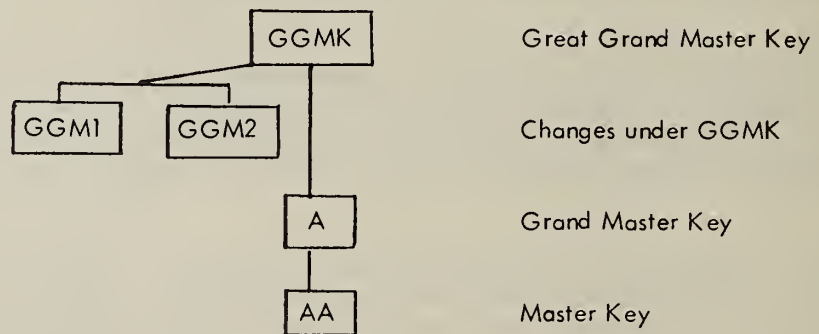 GGMK Great Grand Master Key
GGM1 GGM2 Changes under GGMK
A Grand Master Key
AA Master Key